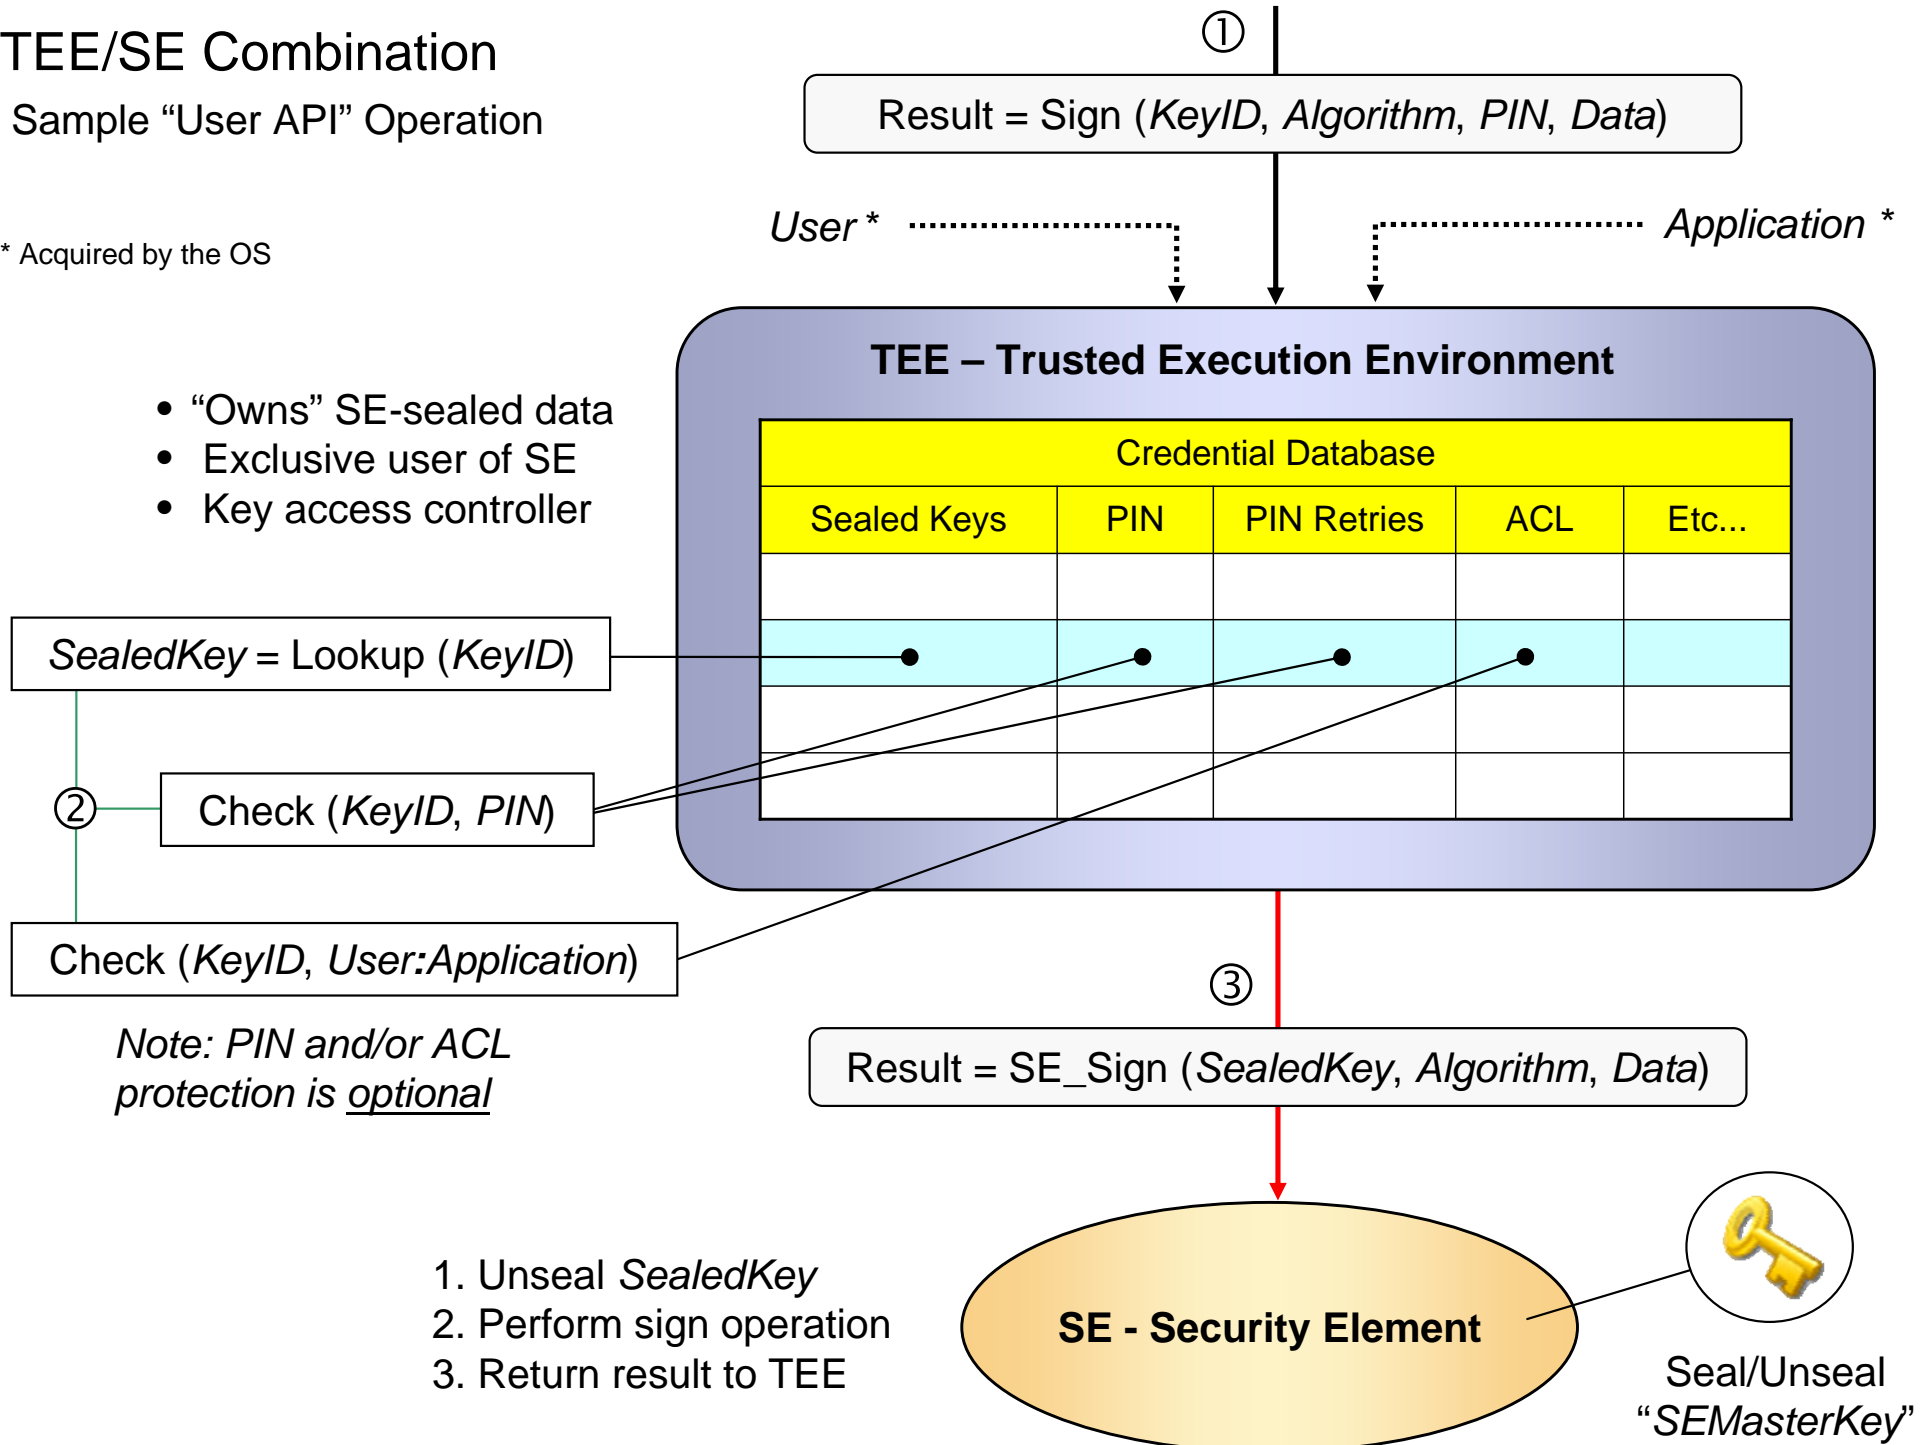 TEE/SE Combination
Sample “User API” Operation
* Acquired by the OS
①
Result = Sign (KeyID, Algorithm, PIN, Data)
User *
Application *
TEE – Trusted Execution Environment
• “Owns” SE-sealed data
• Exclusive user of SE
• Key access controller
Credential Database
Sealed Keys PIN PIN Retries ACL Etc...
SealedKey = Lookup (KeyID)
②
Check (KeyID, PIN)
Check (KeyID, User:Application)
Note: PIN and/or ACL
protection is optional
③
Result = SE_Sign (SealedKey, Algorithm, Data)
1. Unseal SealedKey
2. Perform sign operation
3. Return result to TEE
SE - Security Element
Seal/Unseal
“SEMasterKey”